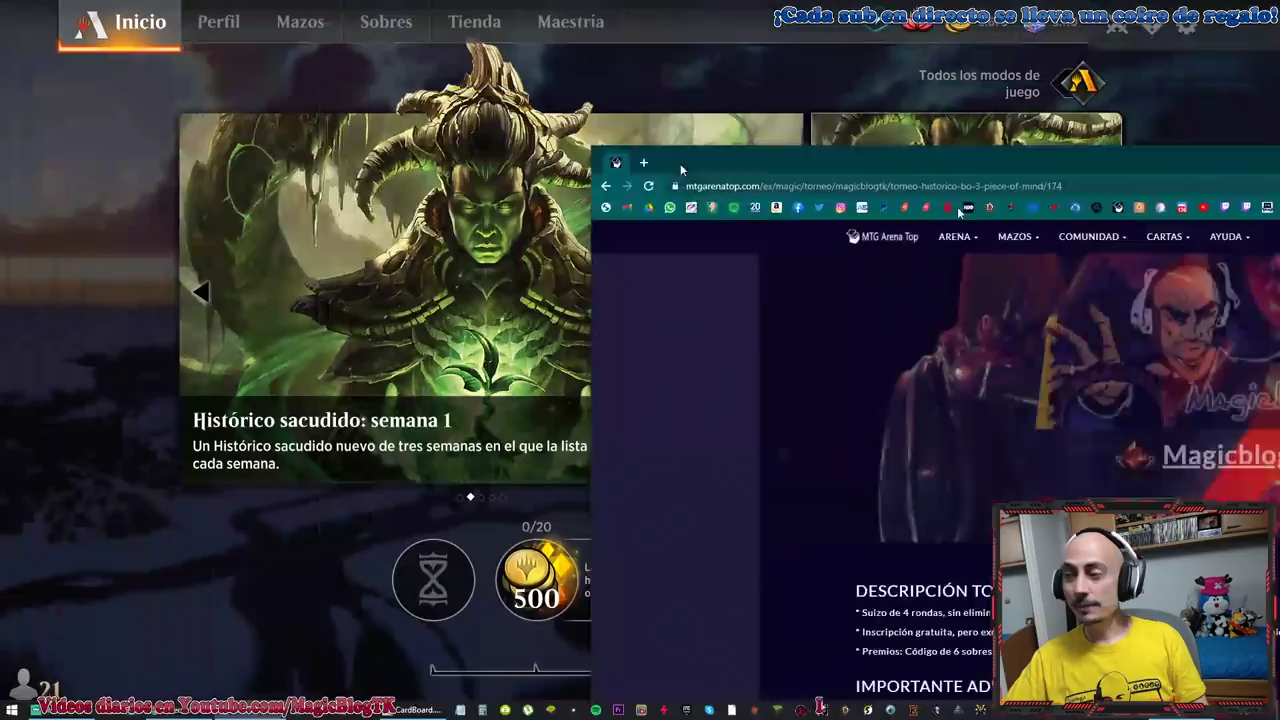 ¡Cada sub en directo se lleva un cofre de regalo!
Inicio
Perfil
Mazos
Sobres
Tienda
Maestria
Todos los modos de
juego
mtgarenatop.com/es/magic/torneo/magicblogtk/torneo-historico-bo-3-piece-of-mind/174
MTG Arena Top
ARENA
MAZOS
COMUNIDAD
CARTAS
AYUDA
Magicblog
Histórico sacudido: semana 1
Un Histórico sacudido nuevo de tres semanas en el que la lista
cada semana.
0/20
500
DESCRIPCIÓN
* Suizo de 4 rondas, sin elimin
* Inscripción gratuita, pero ex
* Premios: Código de 6 sobres
IMPORTANTE AD
21
Videos diarios en Youtube.com/MagicBlogTK
CardBoard...